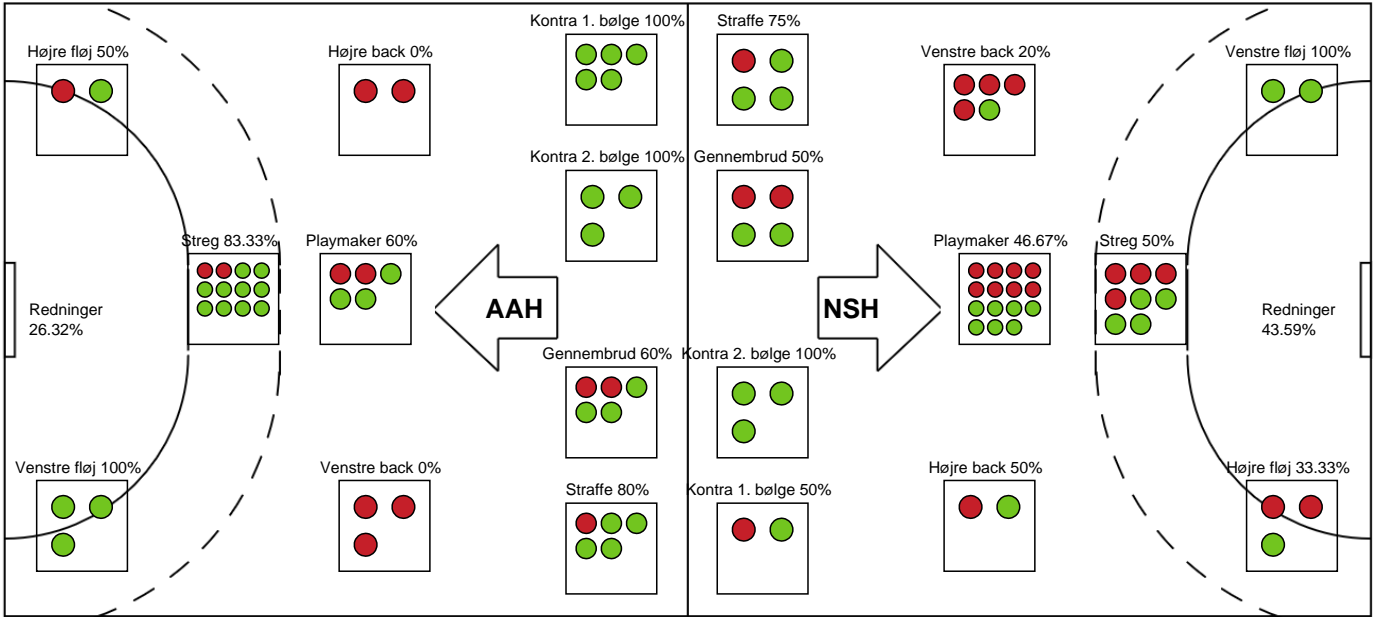 Kontra 1. bølge 100%
Straffe 75%
Højre fløj 50%
Højre back 0%
Venstre back 20%
Venstre fløj 100%
Kontra 2. bølge 100%
Gennembrud 50%
Streg 83.33%
Playmaker 60%
Playmaker 46.67%
Streg 50%
Redninger
26.32%
AAH
NSH
Redninger
43.59%
Gennembrud 60%
Kontra 2. bølge 100%
Venstre fløj 100%
Venstre back 0%
Straffe 80%
Kontra 1. bølge 50%
Højre back 50%
Højre fløj 33.33%